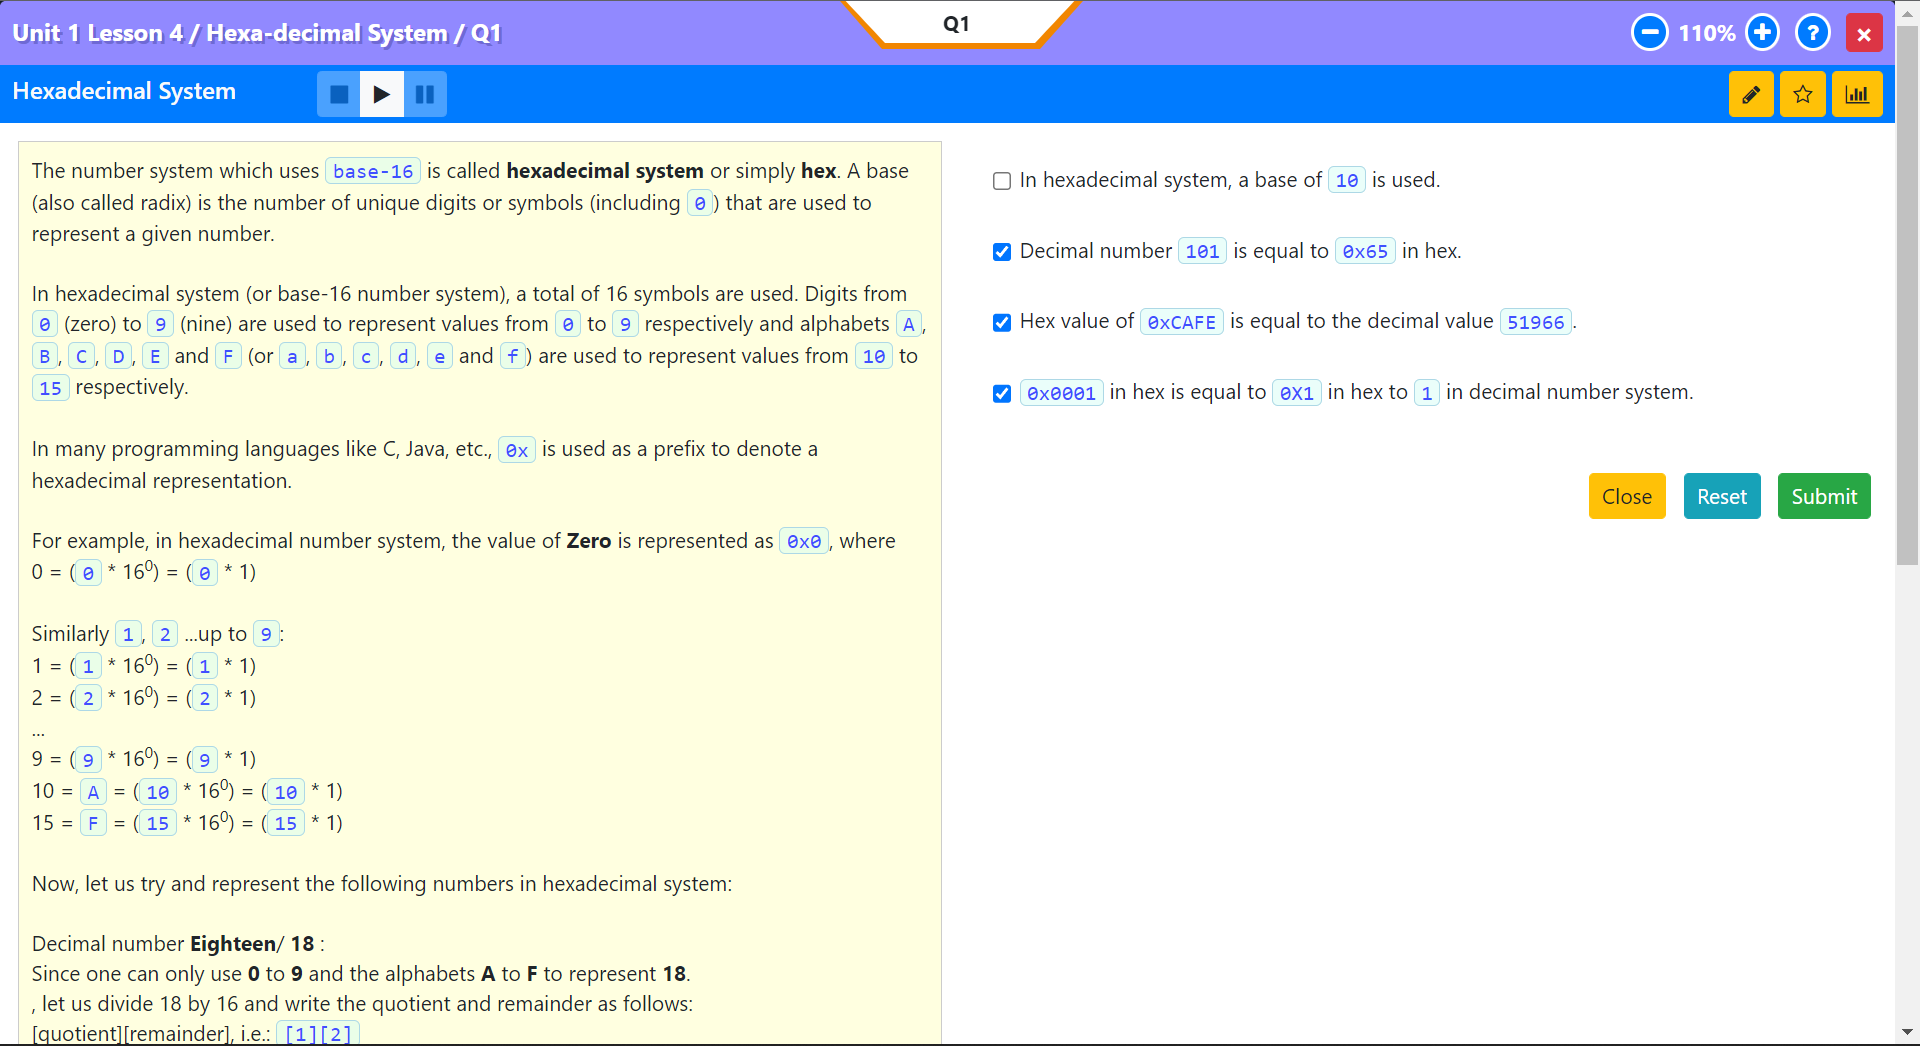 Unit 1 Lesson 4 / Hexa-decimal System / Q1
Q1
110%
Hexadecimal System
The number system which uses base-16 is called hexadecimal system or simply hex. A base
(also called radix) is the number of unique digits or symbols (including 0) that are used to
represent a given number.
In hexadecimal system (or base-16 number system), a total of 16 symbols are used. Digits from
0 (zero) to 9 (nine) are used to represent values from 0 to 9 respectively and alphabets A,
B, C, D, E and F (or a, b, c, d, e and f) are used to represent values from 10 to
15 respectively.
In many programming languages like C, Java, etc., 0x is used as a prefix to denote a
hexadecimal representation.
For example, in hexadecimal number system, the value of Zero is represented as 0x0, where
0 = (0 * 16⁰) = (0 * 1)
Similarly 1, 2 ...up to 9:
1 = (1 * 16⁰) = (1 * 1)
2 = (2 * 16⁰) = (2 * 1)
...
9 = (9 * 16⁰) = (9 * 1)
10 = A = (10 * 16⁰) = (10 * 1)
15 = F = (15 * 16⁰) = (15 * 1)
Now, let us try and represent the following numbers in hexadecimal system:
Decimal number Eighteen/ 18 :
Since one can only use 0 to 9 and the alphabets A to F to represent 18.
, let us divide 18 by 16 and write the quotient and remainder as follows:
[quotient][remainder], i.e.: [1][2]
In hexadecimal system, a base of 10 is used.
Decimal number 101 is equal to 0x65 in hex.
Hex value of 0xCAFE is equal to the decimal value 51966.
0x0001 in hex is equal to 0X1 in hex to 1 in decimal number system.
Close Reset Submit